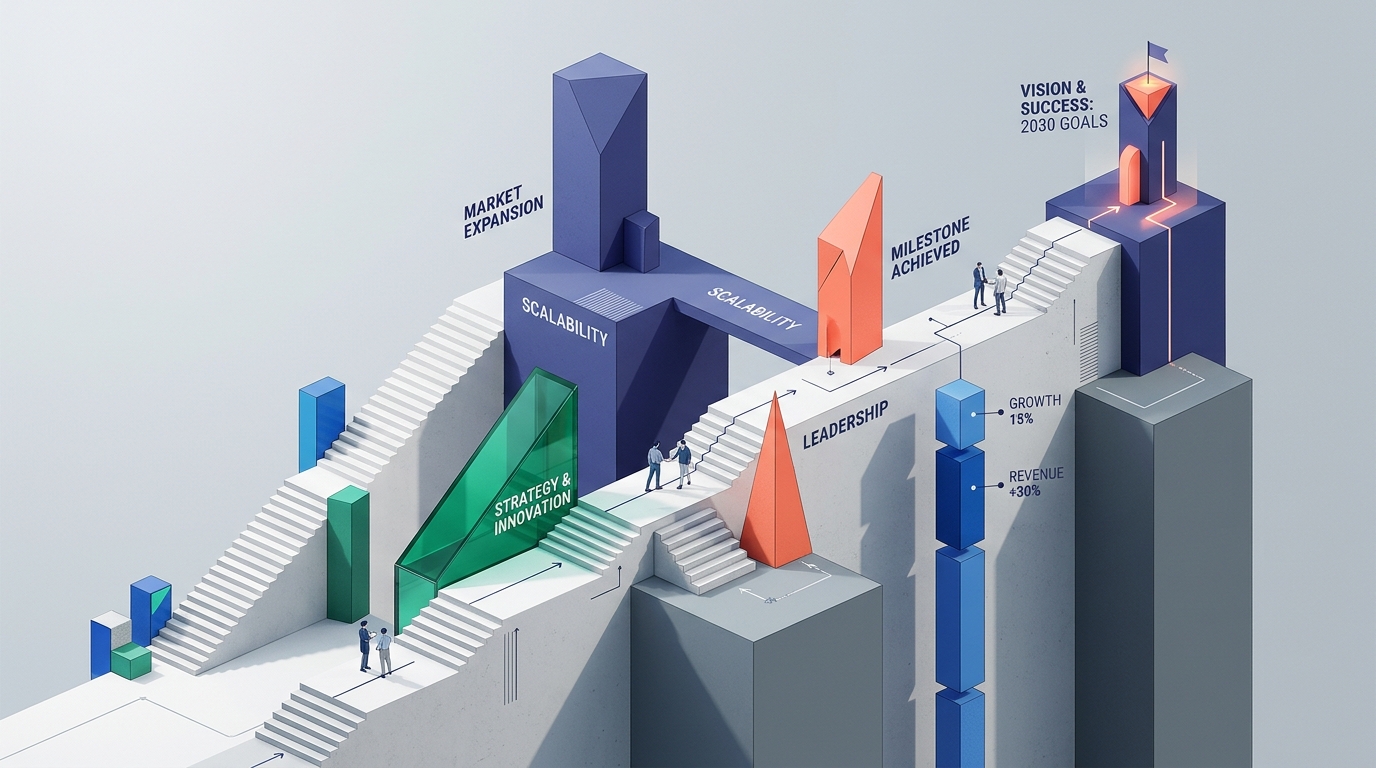 VISION &
SUCCESS:
2030 GOALS
MARKET
EXPANSION
MILESTONE
ACHIEVED
SCALABILITY
SCALABILITY
GROWTH
15%
LEADERSHIP
REVENUE
+30%
STRATEGY &
INNOVATION